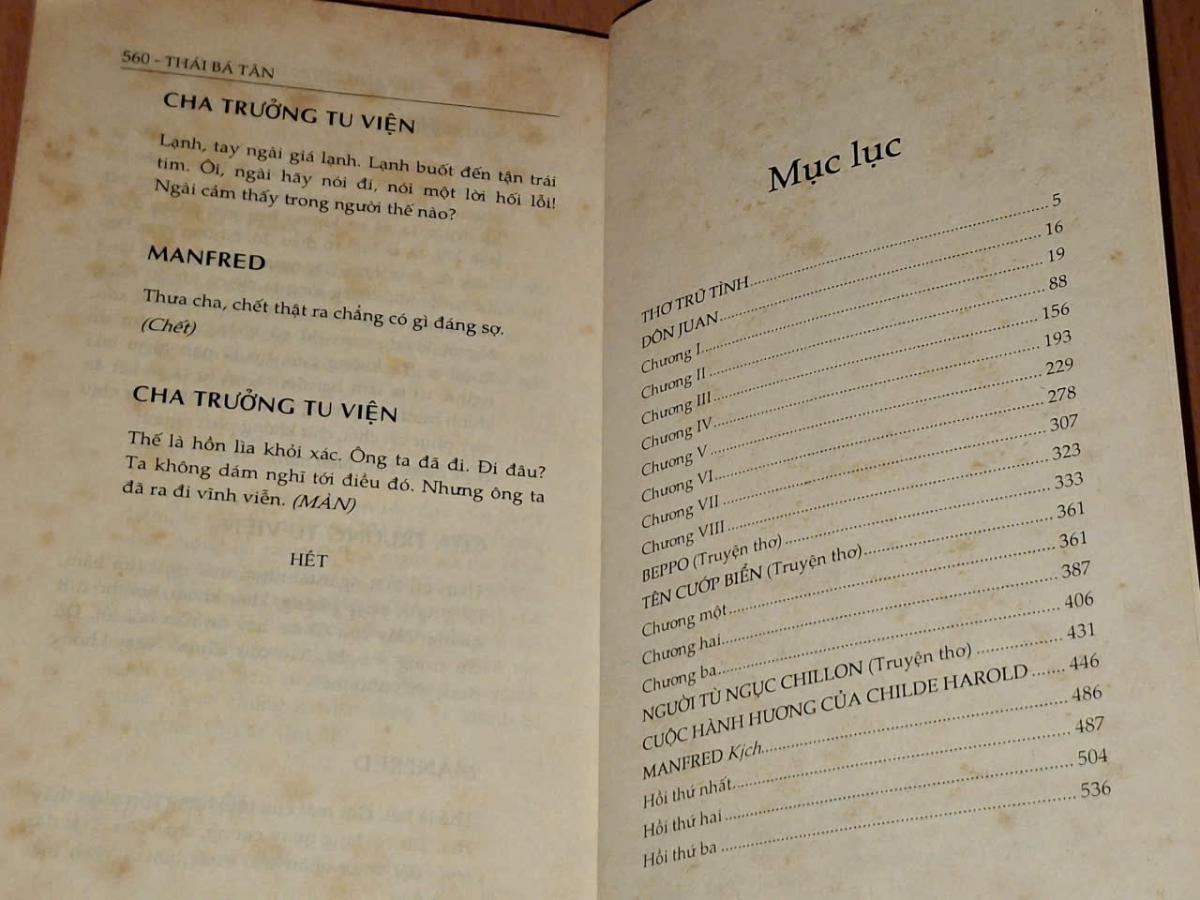 560 - THÁI BÁ TÂN
CHA TRƯỞNG TU VIỆN
Lạnh, tay ngài giá lạnh. Lạnh buốt đến tận trái
tim. Ôi, ngài hãy nói đi, nói một lời hối lỗi!
Ngài cảm thấy trong người thế nào?
MANFRED
Thưa cha, chết thật ra chẳng có gì đáng sợ.
(Chết)
CHA TRƯỞNG TU VIỆN
Thế là hồn lìa khỏi xác. Ông ta đã đi. Đi đâu?
Ta không dám nghĩ tới điều đó. Nhưng ông ta
đã ra đi vĩnh viễn. (MÀN)
HẾT
Mục lục
THƠ TRỮ TÌNH 5
ĐÔN JUAN 16
Chương I 19
Chương II 88
Chương III 156
Chương IV 193
Chương V 229
Chương VI 278
Chương VII 307
Chương VIII 323
BEPPO (Truyện thơ) 333
TÊN CƯỚP BIỂN (Truyện thơ) 361
Chương một 361
Chương hai 387
Chương ba 406
NGƯỜI TÙ NGỤC CHILLON (Truyện thơ) 431
CUỘC HÀNH HƯƠNG CỦA CHILDE HAROLD 446
MANFRED Kịch 486
Hồi thứ nhất 487
Hồi thứ hai 504
Hồi thứ ba 536